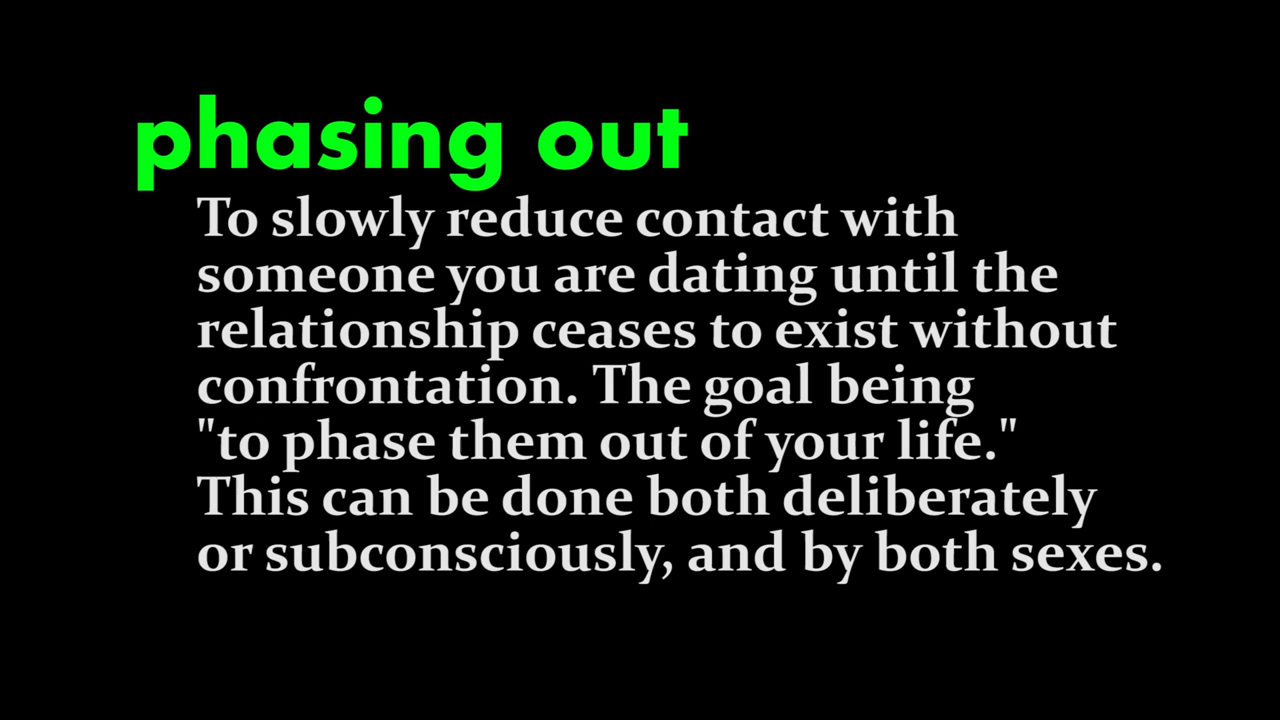 phasing out
To slowly reduce contact with
someone you are dating until the
relationship ceases to exist without
confrontation. The goal being
"to phase them out of your life."
This can be done both deliberately
or subconsciously, and by both sexes.